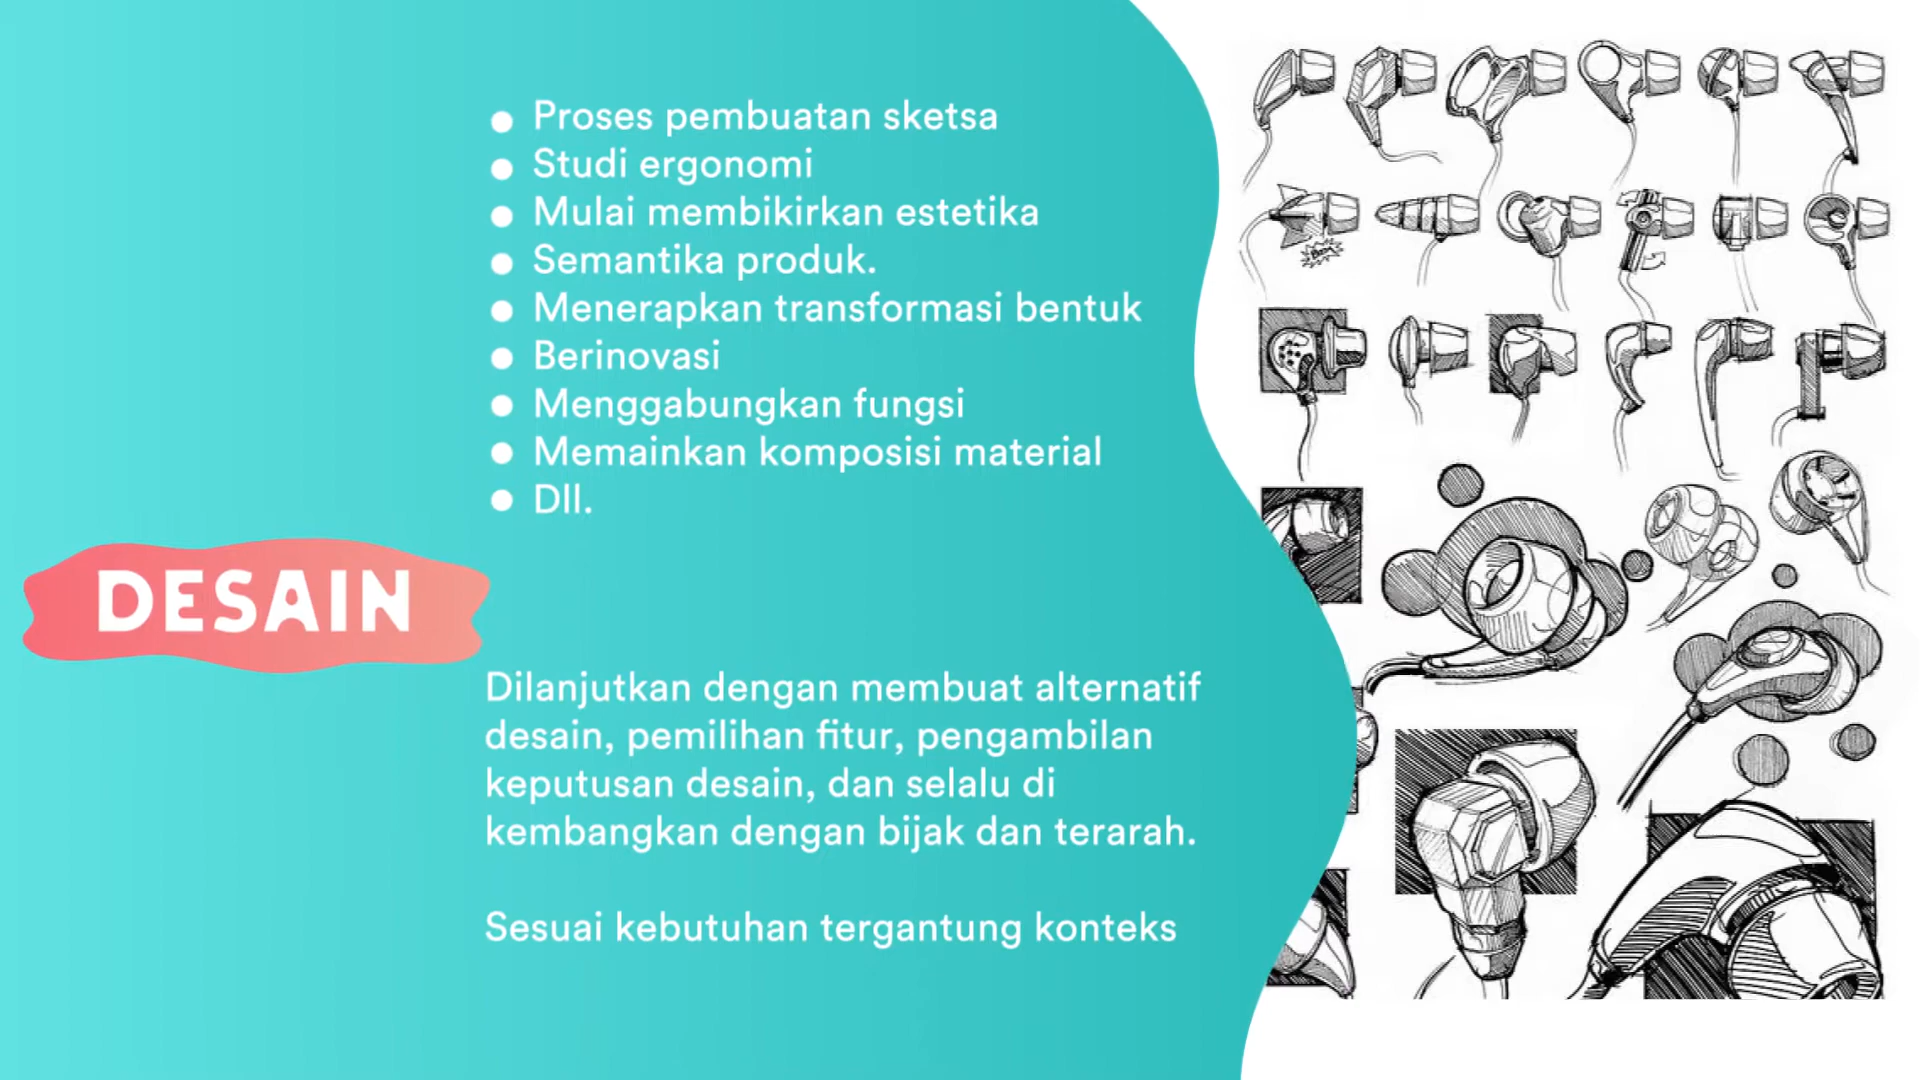 • Proses pembuatan sketsa
• Studi ergonomi
• Mulai membikirkan estetika
• Semantika produk.
• Menerapkan transformasi bentuk
• Berinovasi
• Menggabungkan fungsi
• Memainkan komposisi material
• Dll.
DESAIN
Dilanjutkan dengan membuat alternatif
desain, pemilihan fitur, pengambilan
keputusan desain, dan selalu di
kembangkan dengan bijak dan terarah.
Sesuai kebutuhan tergantung konteks